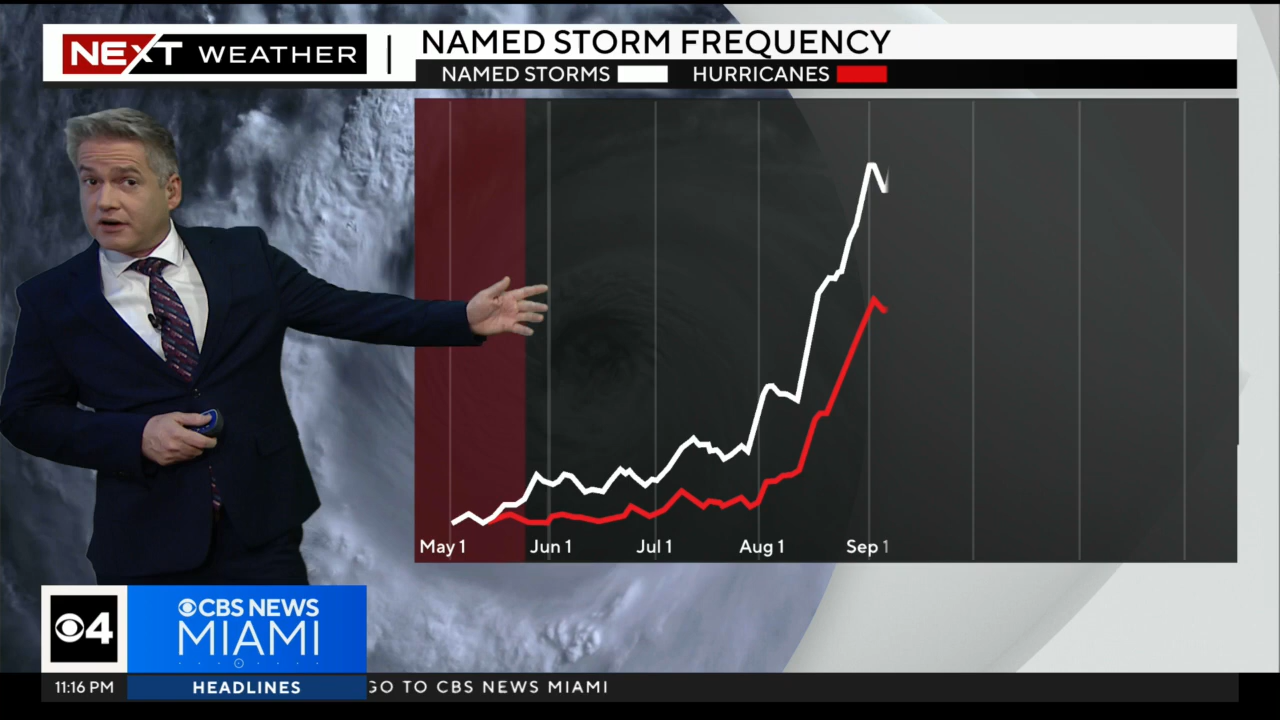 NEXT WEATHER
NAMED STORM FREQUENCY
NAMED STORMS HURRICANES
May 1 Jun 1 Jul 1 Aug 1 Sep 1
4
CBS NEWS
MIAMI
11:16 PM HEADLINES GO TO CBS NEWS MIAMI